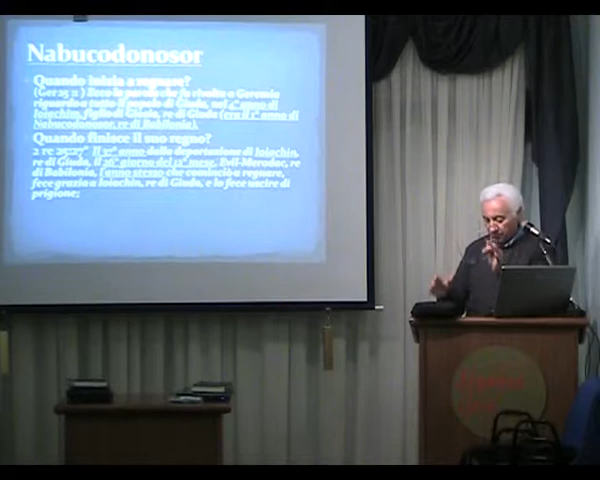 Nabucodonosor
Quando inizia a regnare?
(Ger 25 :1 ) Ecco la parola che fu rivolta a Geremia
riguardo a tutto il popolo di Giuda, nel 4° anno di
Ioiachim, figlio di Giuda, re di Giuda (era il 1° anno di
Nabucodonosor, re di Babilonia),
Quando finisce il suo regno?
2 re 25:27" Il 37° anno dalla deportazione di Ioiachin,
re di Giuda, il 26° giorno del 12° mese, Evil-Merodac, re
di Babilonia, l'anno stesso che cominciò a regnare,
fece grazia a Ioiachin, re di Giuda, e lo fece uscire di
prigione;